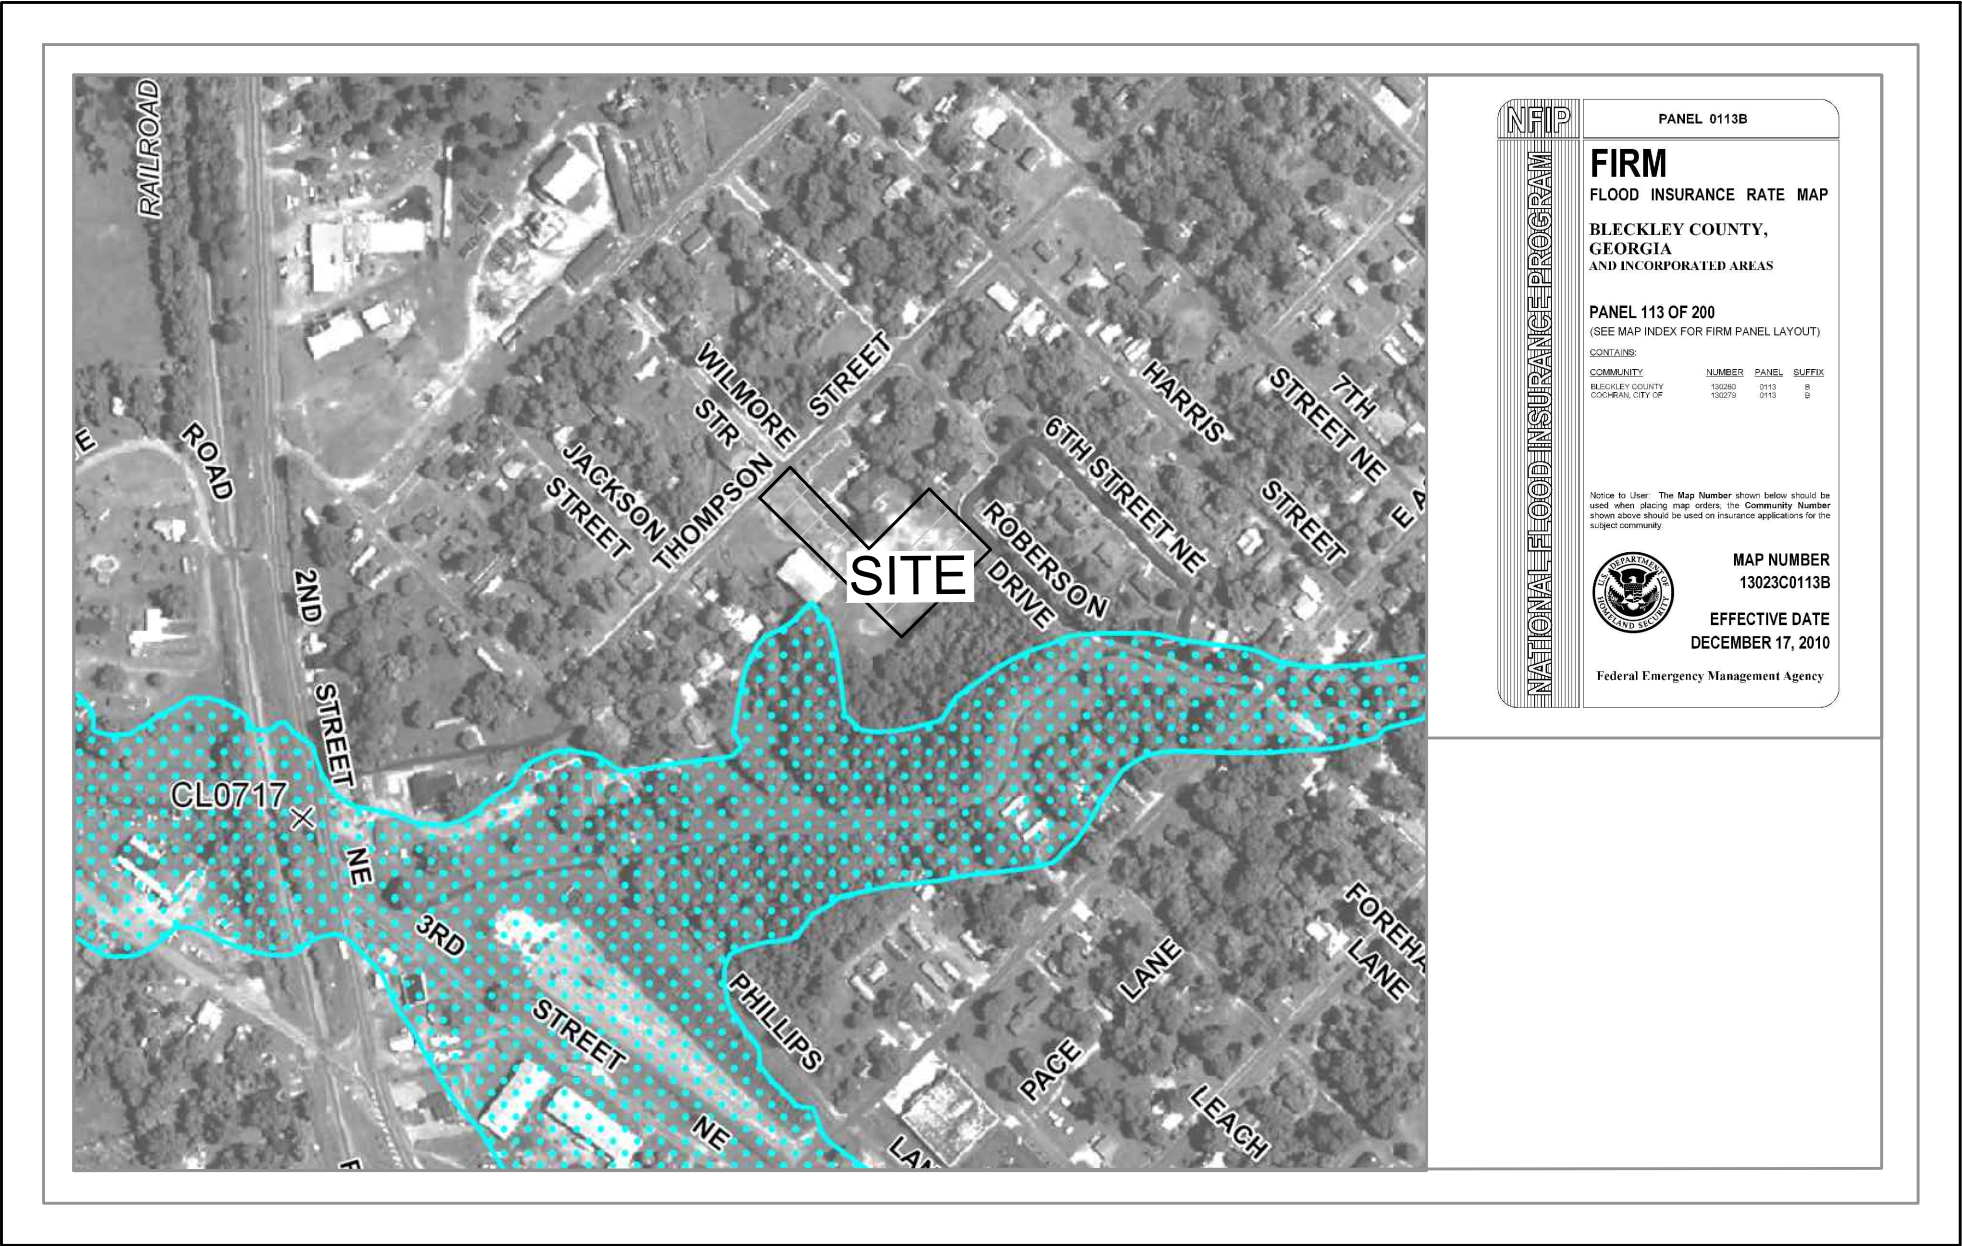 RAILROAD
E
ROAD
2ND
STREET
NE
CL0717
3RD
STREET
NE
WILMORE
STR
JACKSON
STREET
THOMPSON
STREET
SITE
HARRIS
STREET
7TH
STREET NE
6TH STREET NE
ROBERSON
DRIVE
E A
PHILLIPS
LAN
PACE
LANE
LEACH
FOREHA
LANE
NFIP
NATIONAL FLOOD INSURANCE PROGRAM
PANEL 0113B
FIRM
FLOOD INSURANCE RATE MAP
BLECKLEY COUNTY,
GEORGIA
AND INCORPORATED AREAS
PANEL 113 OF 200
(SEE MAP INDEX FOR FIRM PANEL LAYOUT)
CONTAINS:
COMMUNITY NUMBER PANEL SUFFIX
BLECKLEY COUNTY 130260 0113 B
COCHRAN, CITY OF 130279 0113 B
Notice to User: The Map Number shown below should be
used when placing map orders; the Community Number
shown above should be used on insurance applications for the
subject community.
U.S. DEPARTMENT OF
HOMELAND SECURITY
MAP NUMBER
13023C0113B
EFFECTIVE DATE
DECEMBER 17, 2010
Federal Emergency Management Agency